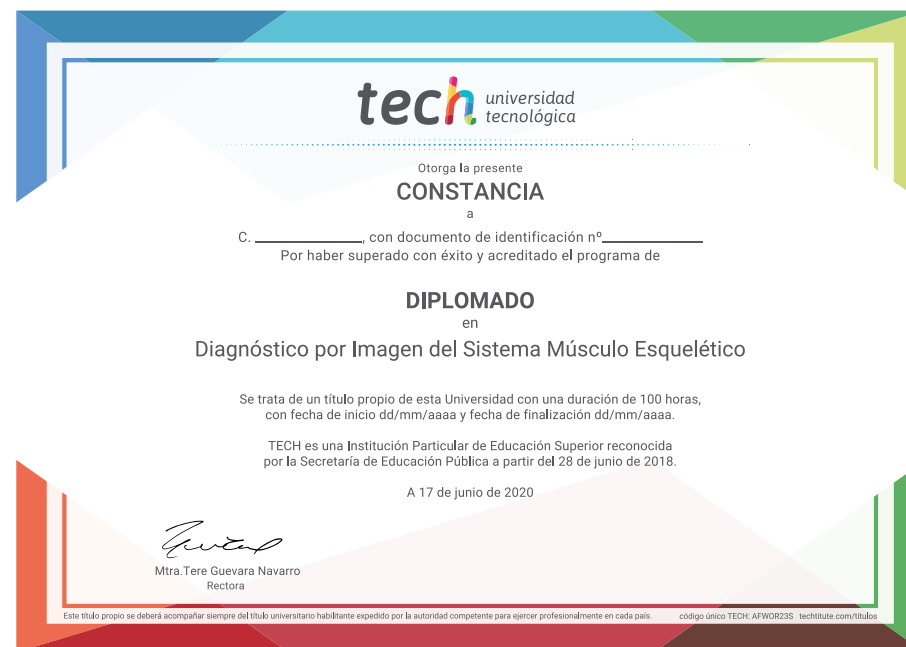 tech universidad
tecnológica
Otorga la presente
CONSTANCIA
a
C. ____________, con documento de identificación nº____________
Por haber superado con éxito y acreditado el programa de
DIPLOMADO
en
Diagnóstico por Imagen del Sistema Músculo Esquelético
Se trata de un título propio de esta Universidad con una duración de 100 horas,
con fecha de inicio dd/mm/aaaa y fecha de finalización dd/mm/aaaa.
TECH es una Institución Particular de Educación Superior reconocida
por la Secretaría de Educación Pública a partir del 28 de junio de 2018.
A 17 de junio de 2020
Mtra.Tere Guevara Navarro
Rectora
Este título propio se deberá acompañar siempre del título universitario habilitante expedido por la autoridad competente para ejercer profesionalmente en cada país. código único TECH: AFWOR23S techtitute.com/titulos